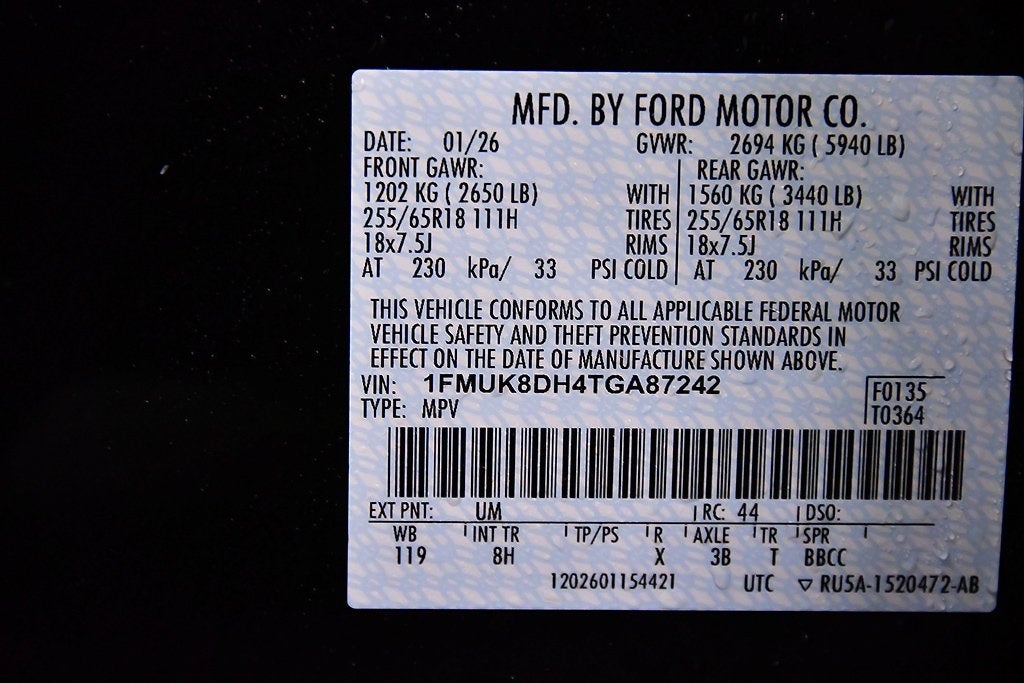 MFD. BY FORD MOTOR CO.
DATE: 01/26 GVWR: 2694 KG ( 5940 LB)
FRONT GAWR: REAR GAWR:
1202 KG ( 2650 LB) WITH 1560 KG ( 3440 LB) WITH
255/65R18 111H TIRES 255/65R18 111H TIRES
18x7.5J RIMS 18x7.5J RIMS
AT 230 kPa/ 33 PSI COLD AT 230 kPa/ 33 PSI COLD
THIS VEHICLE CONFORMS TO ALL APPLICABLE FEDERAL MOTOR
VEHICLE SAFETY AND THEFT PREVENTION STANDARDS IN
EFFECT ON THE DATE OF MANUFACTURE SHOWN ABOVE.
VIN: 1FMUK8DH4TGA87242 F0135
TYPE: MPV T0364
EXT PNT: UM RC: 44 DSO:
WB INT TR TP/PS R AXLE TR SPR
119 8H X 3B T BBCC
1202601154421 UTC ▽ RU5A-1520472-AB